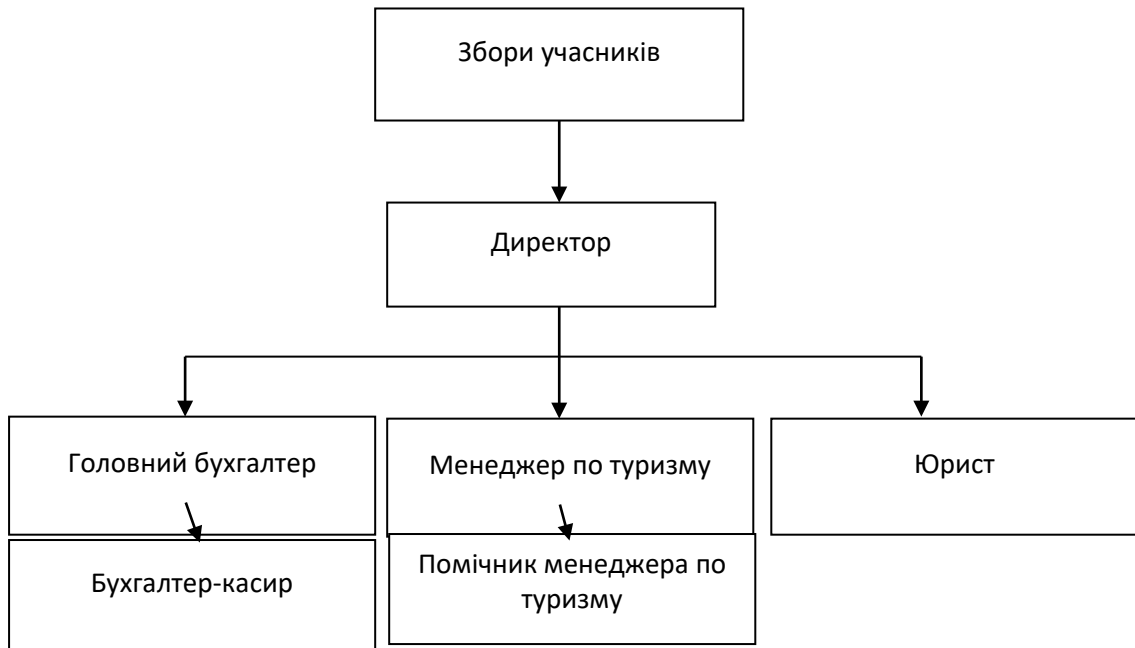 Збори учасників
Директор
Головний бухгалтер
Менеджер по туризму
Юрист
Бухгалтер-касир
Помічник менеджера по
туризму